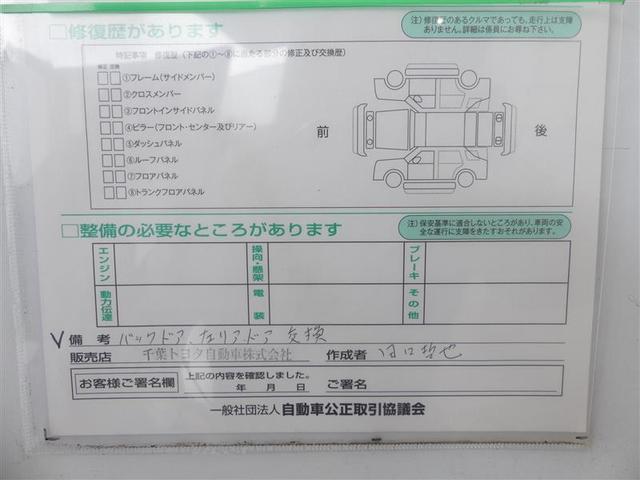 □修復歴があります
注）修復歴のあるクルマであっても、走行上は支障
ありません。詳細は係員にお尋ね下さい。
特記事項 修復歴 （下記の①〜⑧に当たる部分の修正及び交換歴）
修正 交換
①フレーム（サイドメンバー）
②クロスメンバー
③フロントインサイドパネル
④ピラー（フロント・センター及びリアー）
⑤ダッシュパネル
⑥ルーフパネル
⑦フロアパネル
⑧トランクフロアパネル
前
後
□整備の必要なところがあります
注）保安基準に適合しないところがあり、車両の安
全な運行に支障をきたすおそれがあります。
エンジン
操向・懸架
ブレーキ
動力伝達
電装
その他
V 備考 バックドア、左リアドア 交換
販売店 千葉トヨタ自動車株式会社 作成者
お客様ご署名欄
上記の内容を確認しました。
年 月 日 ご署名
一般社団法人 自動車公正取引協議会